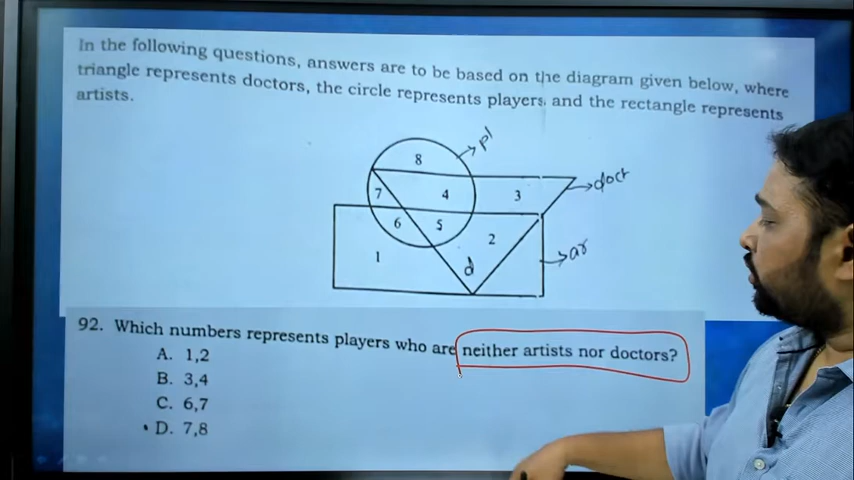 In the following questions, answers are to be based on the diagram given below, where
triangle represents doctors, the circle represents players and the rectangle represents
artists.
8
pl
7
4
3
doct
6
5
2
1
d
ar
92. Which numbers represents players who are neither artists nor doctors?
A. 1,2
B. 3,4
C. 6,7
D. 7,8